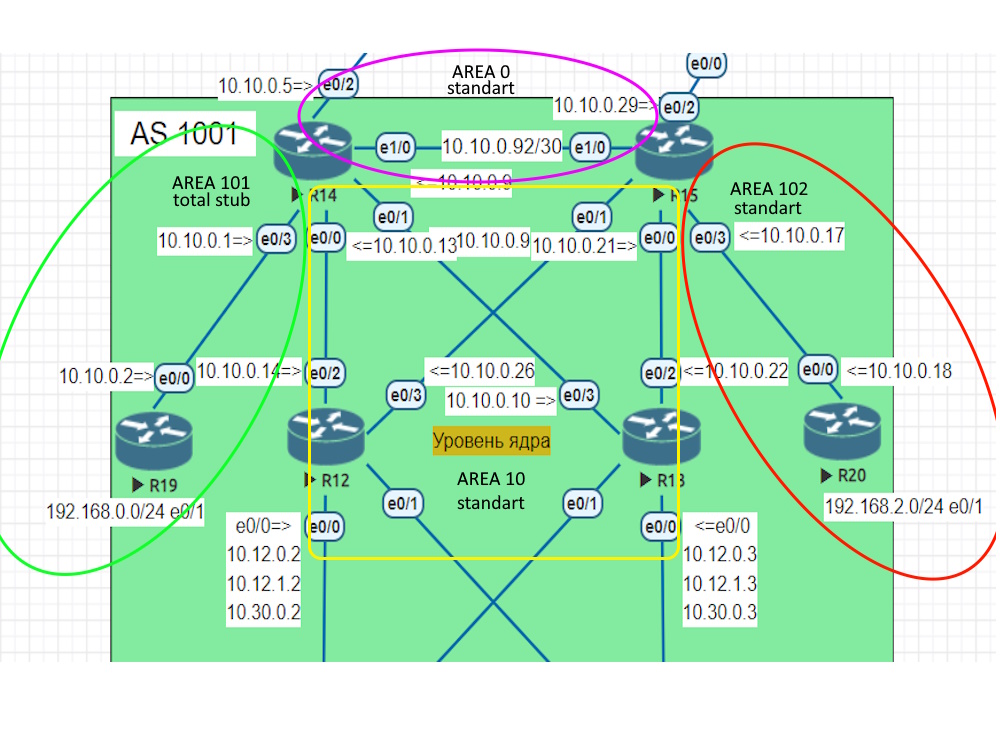 AREA 0
standart
e0/0
10.10.0.5=>
e0/2
10.10.0.29=>
e0/2
AS 1001
e1/0
10.10.0.92/30
e1/0
AREA 101
total stub
<=10.10.0.9
R14
R15
AREA 102
standart
e0/1
e0/1
10.10.0.1=>
e0/3
e0/0
<=10.10.0.13
10.10.0.9
10.10.0.21=>
e0/0
e0/3
<=10.10.0.17
10.10.0.2=>
e0/0
10.10.0.14=>
e0/2
<=10.10.0.26
e0/2
<=10.10.0.22
e0/0
<=10.10.0.18
e0/3
10.10.0.10 =>
e0/3
Уровень ядра
R19
R12
AREA 10
standart
R13
R20
192.168.0.0/24 e0/1
e0/1
e0/1
192.168.2.0/24 e0/1
e0/0=>
e0/0
e0/0
<=e0/0
10.12.0.2
10.12.0.3
10.12.1.2
10.12.1.3
10.30.0.2
10.30.0.3